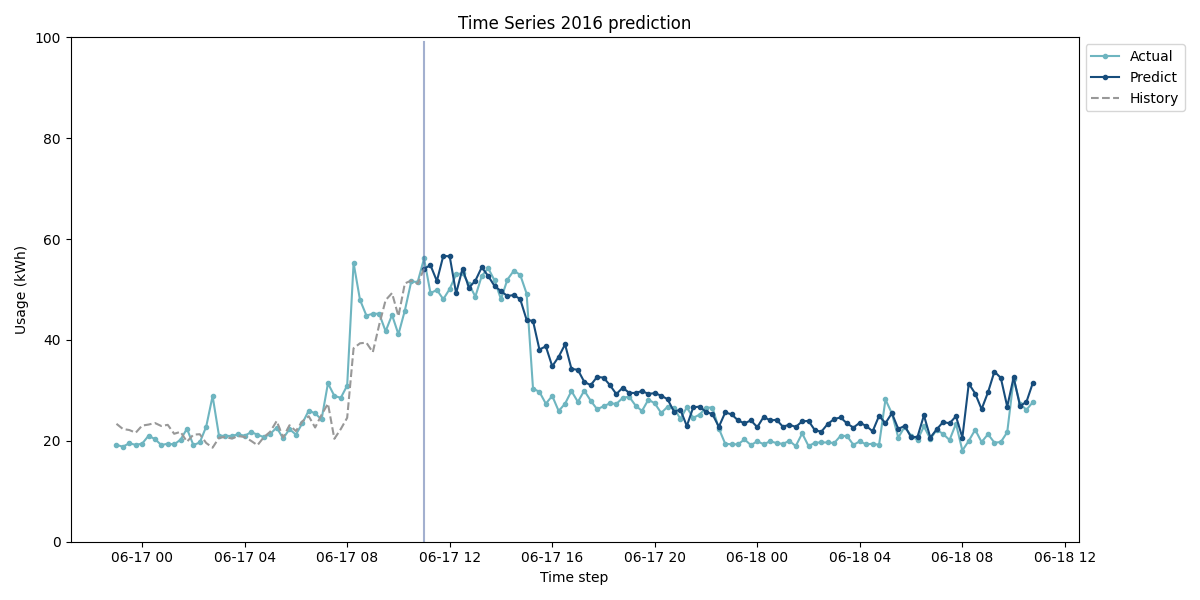 Time Series 2016 prediction
100
80
60
40
20
0
Usage (kWh)
06-17 00
06-17 04
06-17 08
06-17 12
06-17 16
06-17 20
06-18 00
06-18 04
06-18 08
06-18 12
Time step
Actual
Predict
History